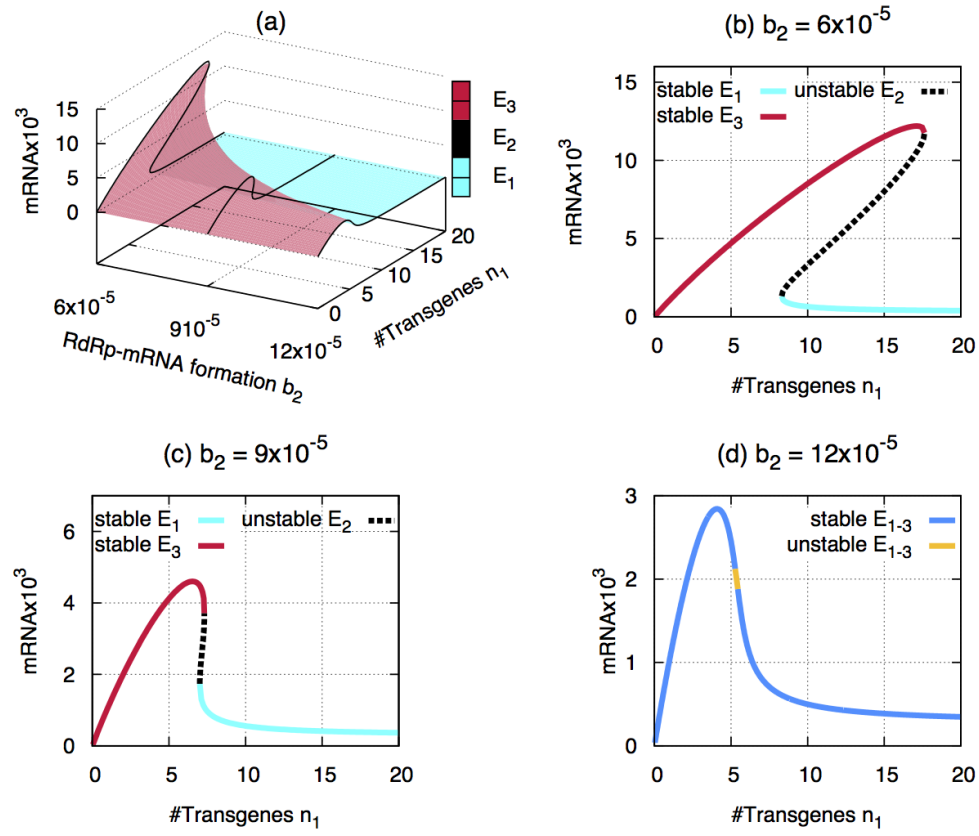 (a)
mRNAx10³
15
10
5
0
E₃
E₂
E₁
6x10⁻⁵
910⁻⁵
12x10⁻⁵
RdRp-mRNA formation b₂
0
5
10
15
20
#Transgenes n₁
(b) b₂ = 6x10⁻⁵
stable E₁
unstable E₂
stable E₃
mRNAx10³
15
10
5
0
0 5 10 15 20
#Transgenes n₁
(c) b₂ = 9x10⁻⁵
stable E₁
unstable E₂
stable E₃
mRNAx10³
6
4
2
0
0 5 10 15 20
#Transgenes n₁
(d) b₂ = 12x10⁻⁵
stable E₁₋₃
unstable E₁₋₃
mRNAx10³
3
2
1
0
0 5 10 15 20
#Transgenes n₁